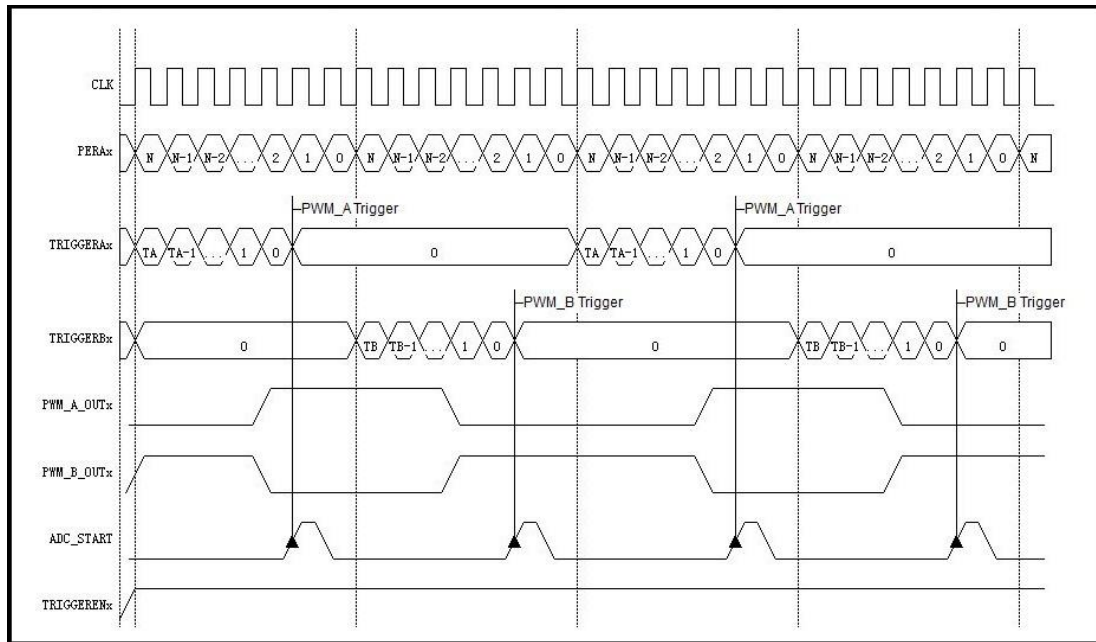 CLK
PERAx N N-1 N-2 ... 2 1 0 N N-1 N-2 ... 2 1 0 N N-1 N-2 ... 2 1 0 N N-1 N-2 ... 2 1 0 N
PWM_A Trigger PWM_A Trigger
TRIGGERAx TA TA-1 ... 1 0 0 TA TA-1 ... 1 0 0
PWM_B Trigger PWM_B Trigger
TRIGGERBx 0 TB TB-1 ... 1 0 0 TB TB-1 ... 1 0 0
PWM_A_OUTx
PWM_B_OUTx
ADC_START
TRIGGERENx